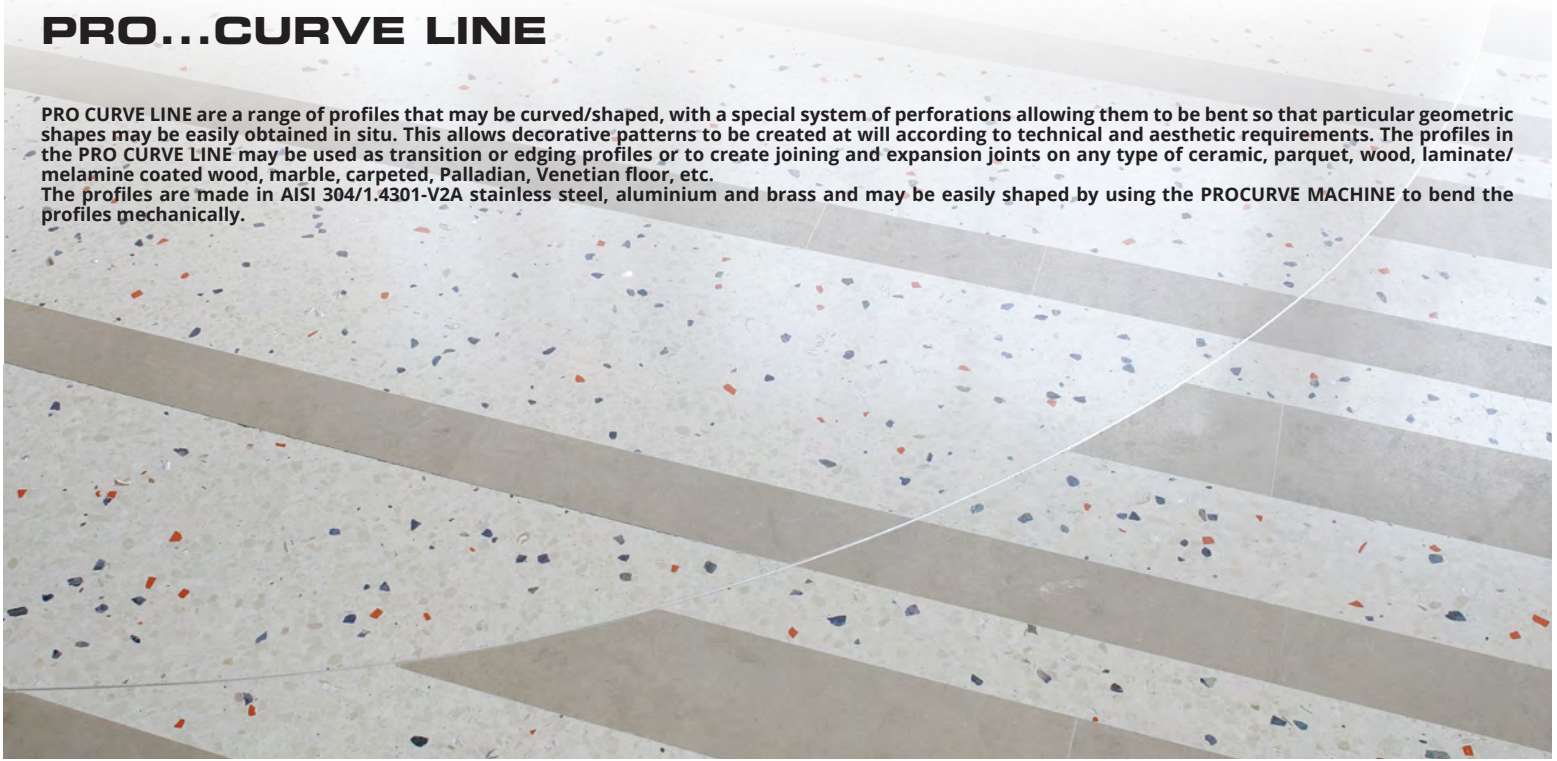 PRO...CURVE LINE
PRO CURVE LINE are a range of profiles that may be curved/shaped, with a special system of perforations allowing them to be bent so that particular geometric
shapes may be easily obtained in situ. This allows decorative patterns to be created at will according to technical and aesthetic requirements. The profiles in
the PRO CURVE LINE may be used as transition or edging profiles or to create joining and expansion joints on any type of ceramic, parquet, wood, laminate/
melamine coated wood, marble, carpeted, Palladian, Venetian floor, etc.
The profiles are made in AISI 304/1.4301-V2A stainless steel, aluminium and brass and may be easily shaped by using the PROCURVE MACHINE to bend the
profiles mechanically.